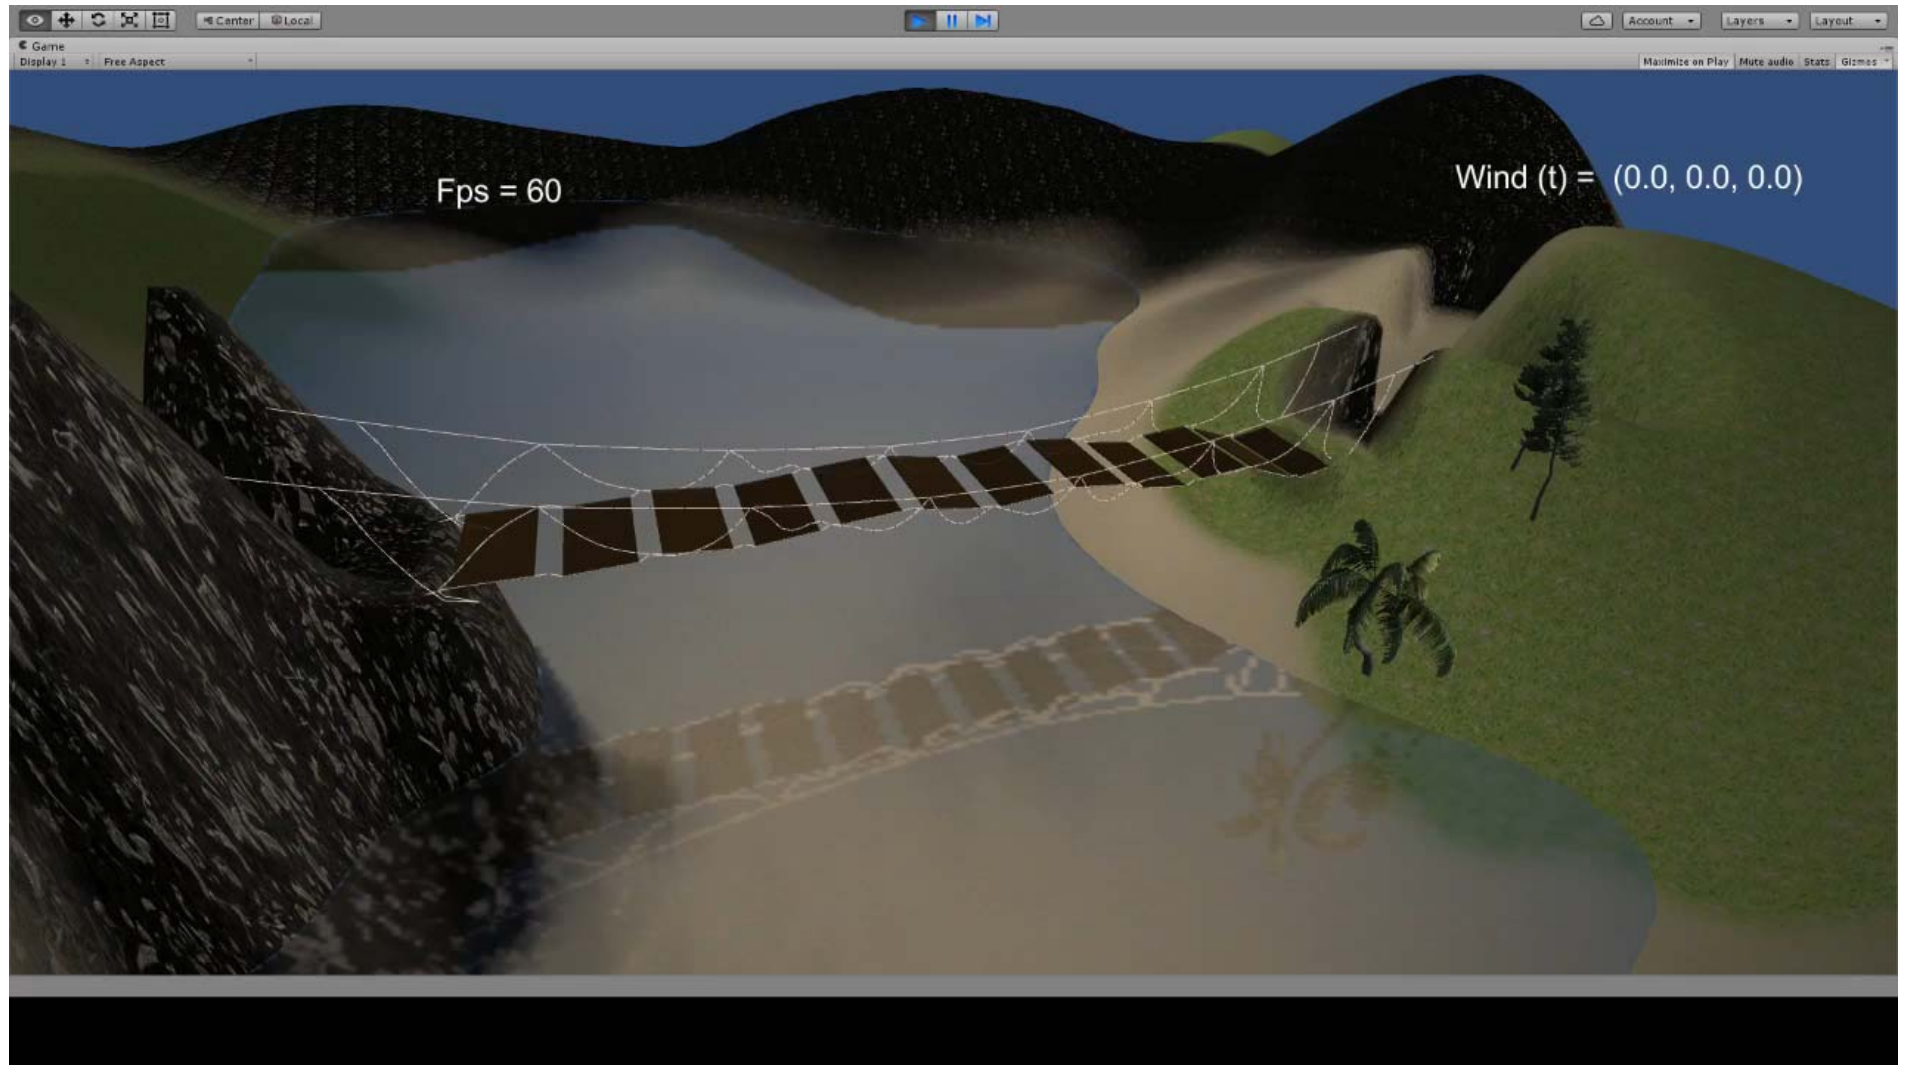 Center Local Account Layers Layout
Game
Display 1 Free Aspect Maximize on Play Mute audio Stats Gizmos
Wind (t) = (0.0, 0.0, 0.0)
Fps = 60